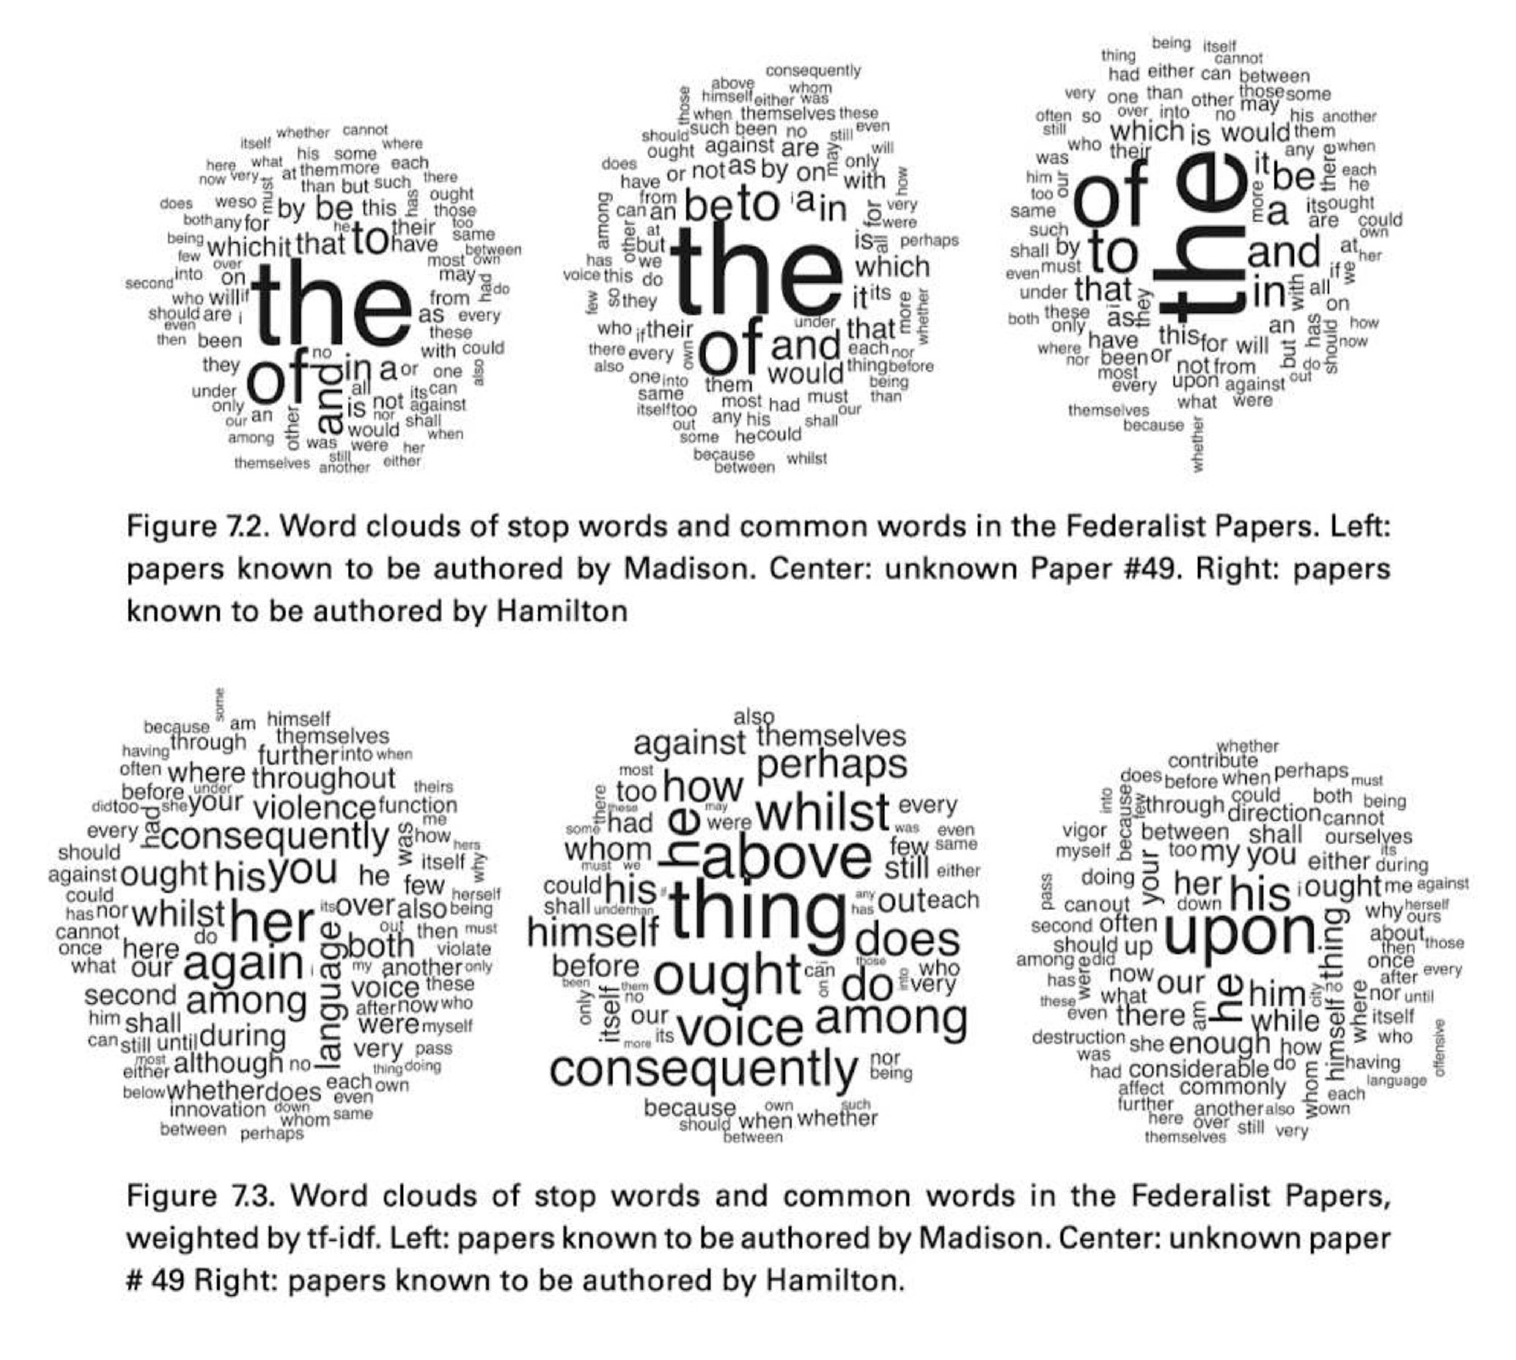 being itself
thing cannot
had either can between
very one than other those some
may
often so over into no his another
still which is would them
who their any when
was it there
him our of the be each
too more he
same a its ought
such are could
shall by to and at own
even must her
under that in with all if we
both these they on
only as an how
where have this for will but has should now
nor been or not from do
most out
every upon against
themselves what were
because
whether
consequently
above whom
those himself either was
when themselves these
should such been no still even
ought against are may will
does or not as by on only
have with how
from be to i a in very
among can an for were
other at the is all perhaps
but
has we which
voice this do
few so they it its more whether
who if their under that
there every own of and each nor
also would thing before
one into them being
same most had must than
itself too any his shall our
out
some he could
because whilst
between
whether cannot
itself his some where
here what at them more each
now very than but such there
does we so must by be this has ought
those
both any for he their too
being which it that to have same
few over between
most own
into on may
second the had do
who will if from
should are i as every
even these
then been no with could
they of and in a or one also
under all its can
only is not against
our an other nor shall
among would when
was were her
themselves still either
another
Figure 7.2. Word clouds of stop words and common words in the Federalist Papers. Left:
papers known to be authored by Madison. Center: unknown Paper #49. Right: papers
known to be authored by Hamilton
some
because am himself
themselves
having through further into when
often where throughout
before under theirs
did too she your violence function
me
every had consequently was how hers
should itself why
against ought his you he few
could herself
has nor whilst her its over also being
cannot do out then must
once here both violate
what our again i language my another only
second among voice these
after now who
him shall were myself
can still until during
most very pass
either although no thing doing
below whether does each own
even
innovation down same
whom
between perhaps
also
against themselves
most perhaps
too how
there these may whilst every
some had he were was even
whom above few same
must we still either
could his thing any
shall under than has out each
himself does
before ought can those who
been them do into very
only itself no on
our voice among
more its
consequently nor
being
because own such
should when whether
between
whether
contribute
does before when perhaps must
into because few through could both being
direction cannot
vigor between shall ourselves
myself your too my you its
either during
pass doing her his i ought me against
can out down herself
second often upon thing why ours
should up about
among did then those
has were now our once
after every
these what he him city so where nor until
even there am while himself itself
destruction she enough how who
was
had considerable do whom having offensive
affect commonly language
further each
another also own
here over still very
themselves
Figure 7.3. Word clouds of stop words and common words in the Federalist Papers,
weighted by tf-idf. Left: papers known to be authored by Madison. Center: unknown paper
# 49 Right: papers known to be authored by Hamilton.